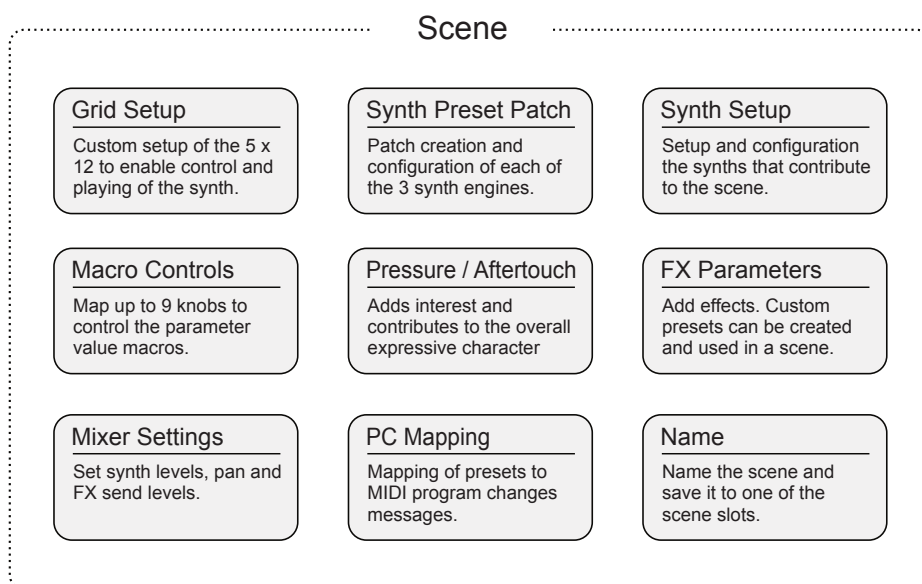 Scene
Grid Setup
Custom setup of the 5 x
12 to enable control and
playing of the synth.
Synth Preset Patch
Patch creation and
configuration of each of
the 3 synth engines.
Synth Setup
Setup and configuration
the synths that contribute
to the scene.
Macro Controls
Map up to 9 knobs to
control the parameter
value macros.
Pressure / Aftertouch
Adds interest and
contributes to the overall
expressive character
FX Parameters
Add effects. Custom
presets can be created
and used in a scene.
Mixer Settings
Set synth levels, pan and
FX send levels.
PC Mapping
Mapping of presets to
MIDI program changes
messages.
Name
Name the scene and
save it to one of the
scene slots.